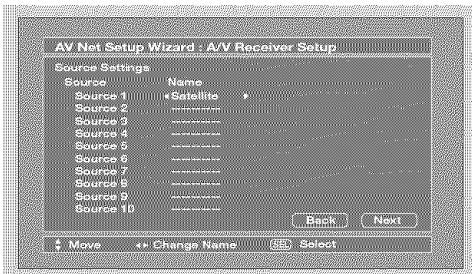 AV Net Setup Wizard : A/V Receiver Setup
Source Settings
Source Name
Source 1 Satellite
Source 2 --------
Source 3 --------
Source 4 --------
Source 5 --------
Source 6 --------
Source 7 --------
Source 8 --------
Source 9 --------
Source 10 --------
Back Next
Move Change Name SEL Select